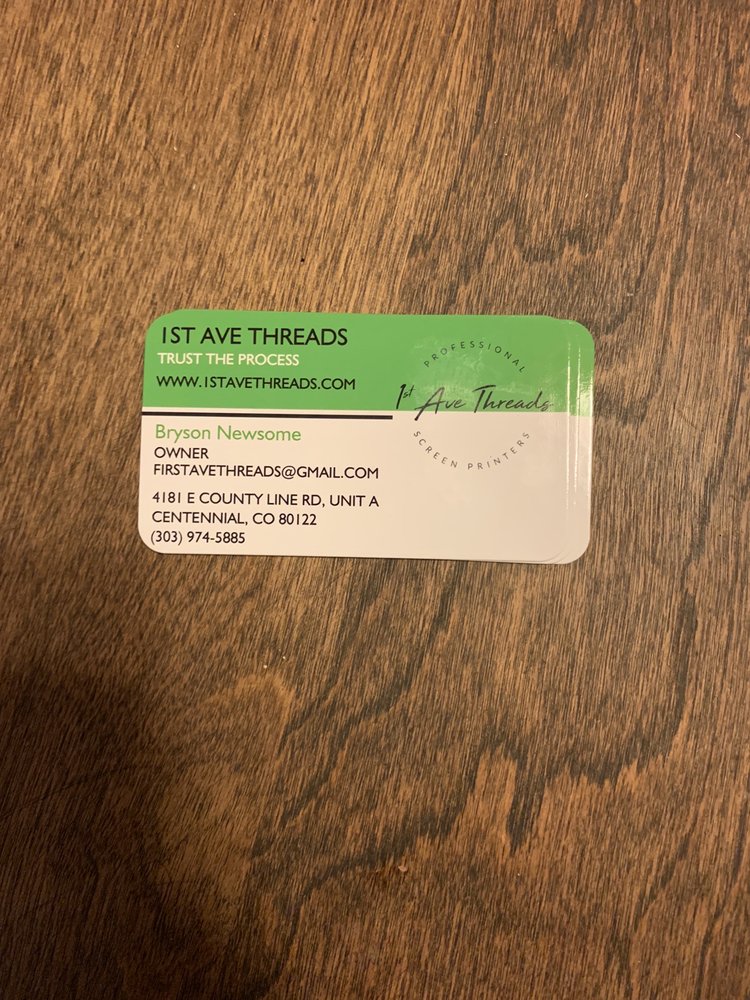 1ST AVE THREADS
TRUST THE PROCESS
WWW.1STAVETHREADS.COM
Bryson Newsome
OWNER
FIRSTAVETHREADS@GMAIL.COM
4181 E COUNTY LINE RD, UNIT A
CENTENNIAL, CO 80122
(303) 974-5885
PROFESSIONAL
1st Ave Threads
SCREEN PRINTERS